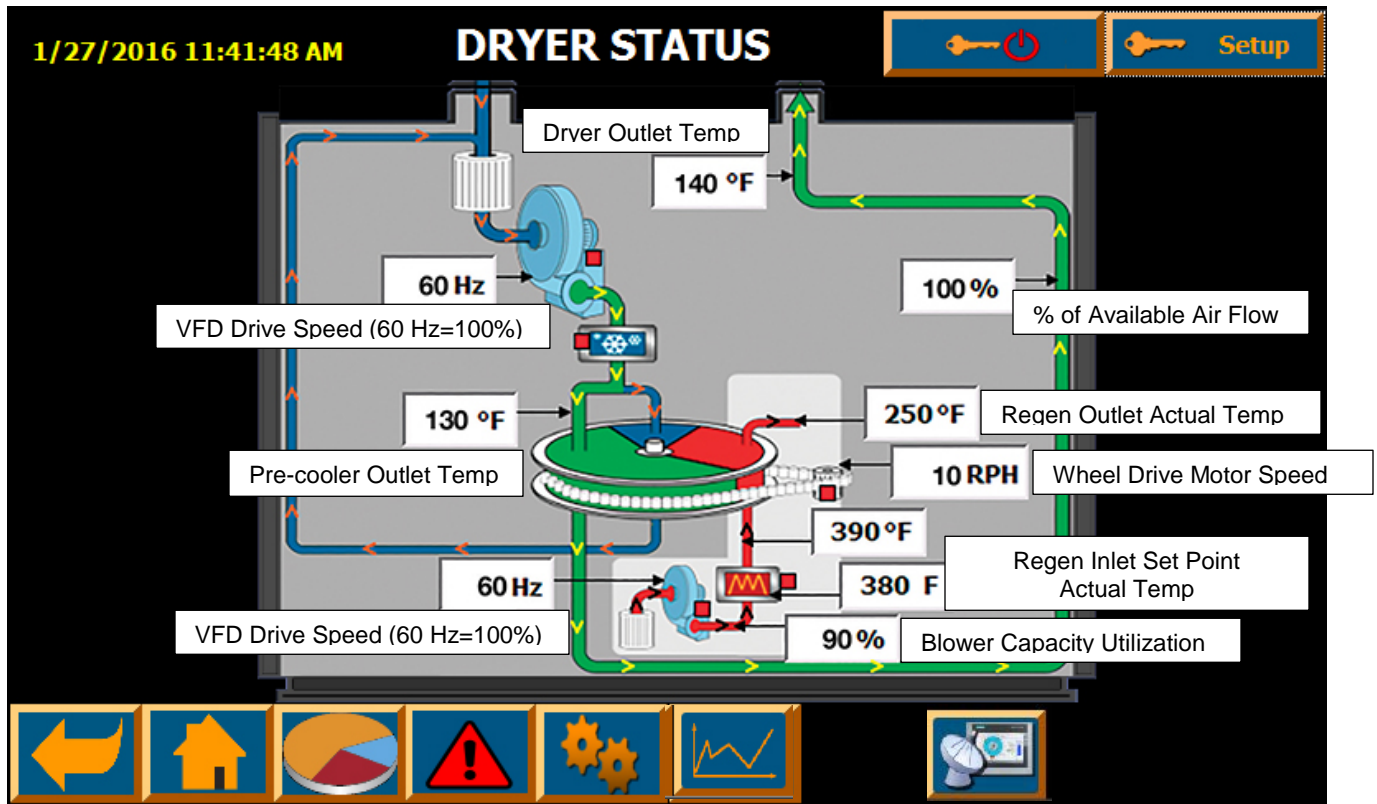 1/27/2016 11:41:48 AM
DRYER STATUS
Setup
Dryer Outlet Temp
140 °F
60 Hz
100 %
% of Available Air Flow
VFD Drive Speed (60 Hz=100%)
130 °F
250 °F
Regen Outlet Actual Temp
Pre-cooler Outlet Temp
10 RPH
Wheel Drive Motor Speed
390 °F
Regen Inlet Set Point
Actual Temp
60 Hz
380 F
VFD Drive Speed (60 Hz=100%)
90 %
Blower Capacity Utilization